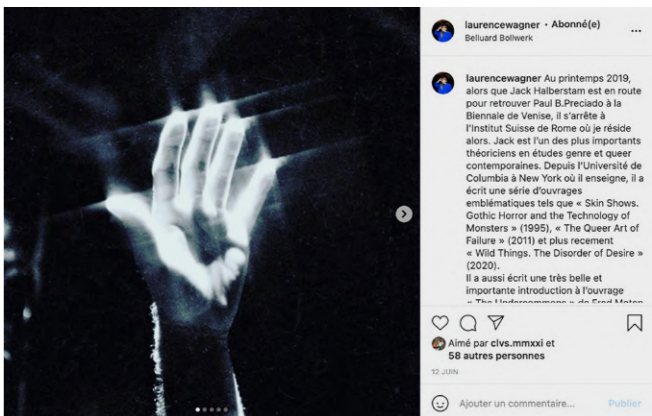 laurencewagner • Abonné(e)
Belluard Bollwerk
...
laurencewagner Au printemps 2019,
alors que Jack Halberstam est en route
pour retrouver Paul B.Preciado à la
Biennale de Venise, il s'arrête à
l'Institut Suisse de Rome où je réside
alors. Jack est l'un des plus importants
théoriciens en études genre et queer
contemporaines. Depuis l'Université de
Columbia à New York où il enseigne, il a
écrit une série d'ouvrages
emblématiques tels que « Skin Shows.
Gothic Horror and the Technology of
Monsters » (1995), « The Queer Art of
Failure » (2011) et plus recement
« Wild Things. The Disorder of Desire »
(2020).
Il a aussi écrit une très belle et
importante introduction à l'ouvrage
« The Undercommons » de Fred Moten
Aimé par clvs.mmxxi et
58 autres personnes
12 JUIN
Ajouter un commentaire...
Publier